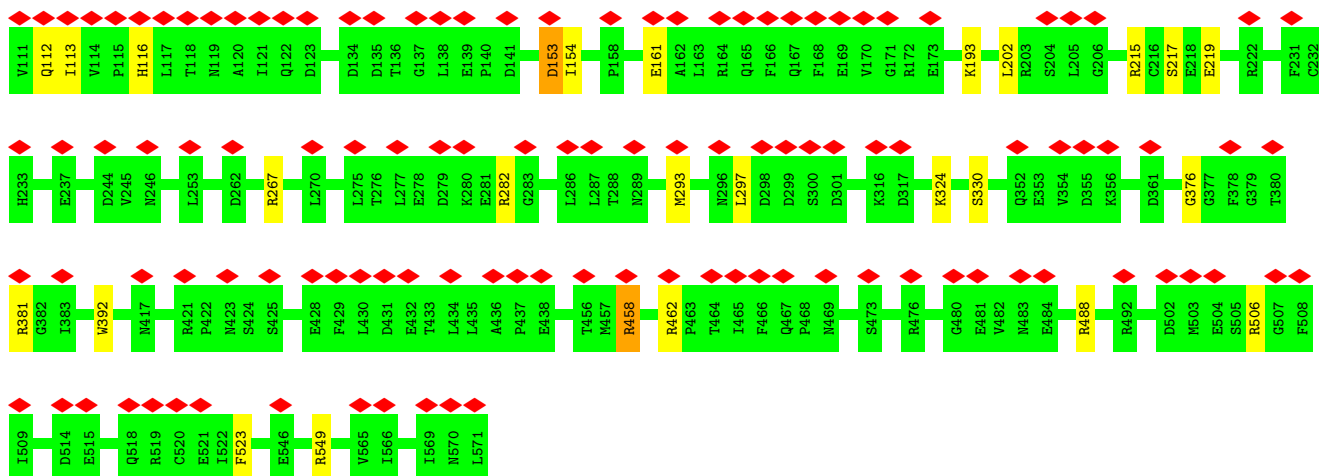 V111 Q112 I113 V114 P115 H116 L117 T118 N119 A120 I121 Q122 D123 D134 D135 T136 G137 L138 E139 P140 D141 D153 I154 P158 E161 A162 L163 R164 Q165 F166 Q167 F168 E169 V170 G171 R172 E173 K193 L202 R203 S204 L205 G206 R215 C216 S217 E218 E219 R222 F231 C232
H233 E237 D244 V245 N246 L253 D262 R267 L270 L275 T276 L277 E278 D279 K280 E281 R282 G283 L286 L287 T288 N289 M293 N296 L297 D298 D299 S300 D301 K316 D317 K324 S330 Q352 E353 V354 D355 K356 D361 G376 G377 F378 G379 T380
R381 G382 I383 W392 N417 R421 P422 N423 S424 S425 E428 F429 L430 D431 E432 T433 L434 L435 A436 P437 E438 T456 M457 R458 R462 P463 T464 I465 F466 Q467 P468 N469 S473 R476 G480 E481 V482 N483 E484 R488 R492 D502 M503 E504 S505 R506 G507 F508
I509 D514 E515 Q518 R519 C520 E521 I522 F523 E546 R549 V565 I566 I569 N570 L571